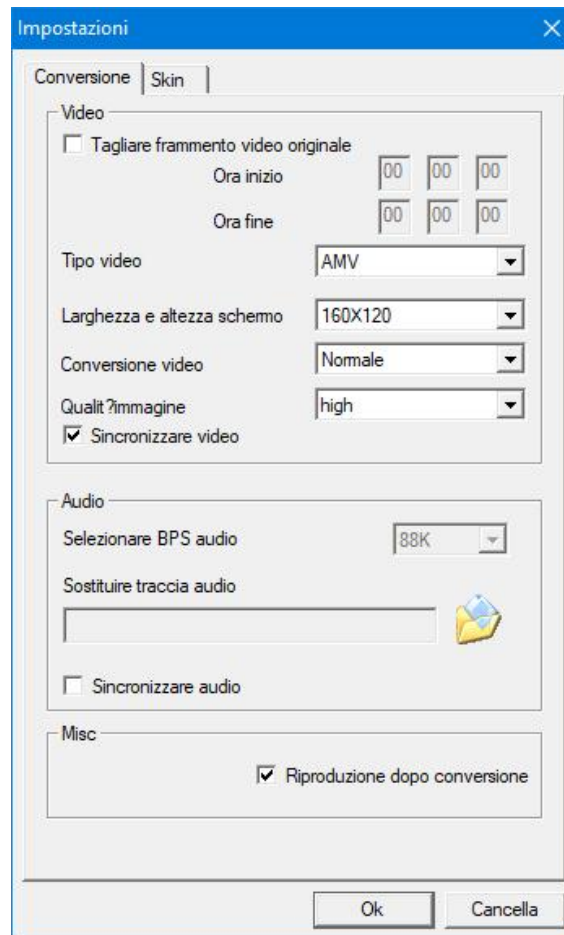 Impostazioni
Conversione Skin
Video
Tagliare frammento video originale
Ora inizio 00 00 00
Ora fine 00 00 00
Tipo video AMV
Larghezza e altezza schermo 160X120
Conversione video Normale
Qualit?immagine high
Sincronizzare video
Audio
Selezionare BPS audio 88K
Sostituire traccia audio
Sincronizzare audio
Misc
Riproduzione dopo conversione
Ok Cancella